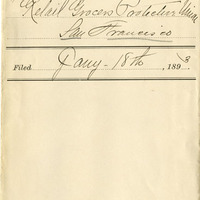 Retail Grocers Protective Union
San Francisco
Filed Jany - 18th , 1898